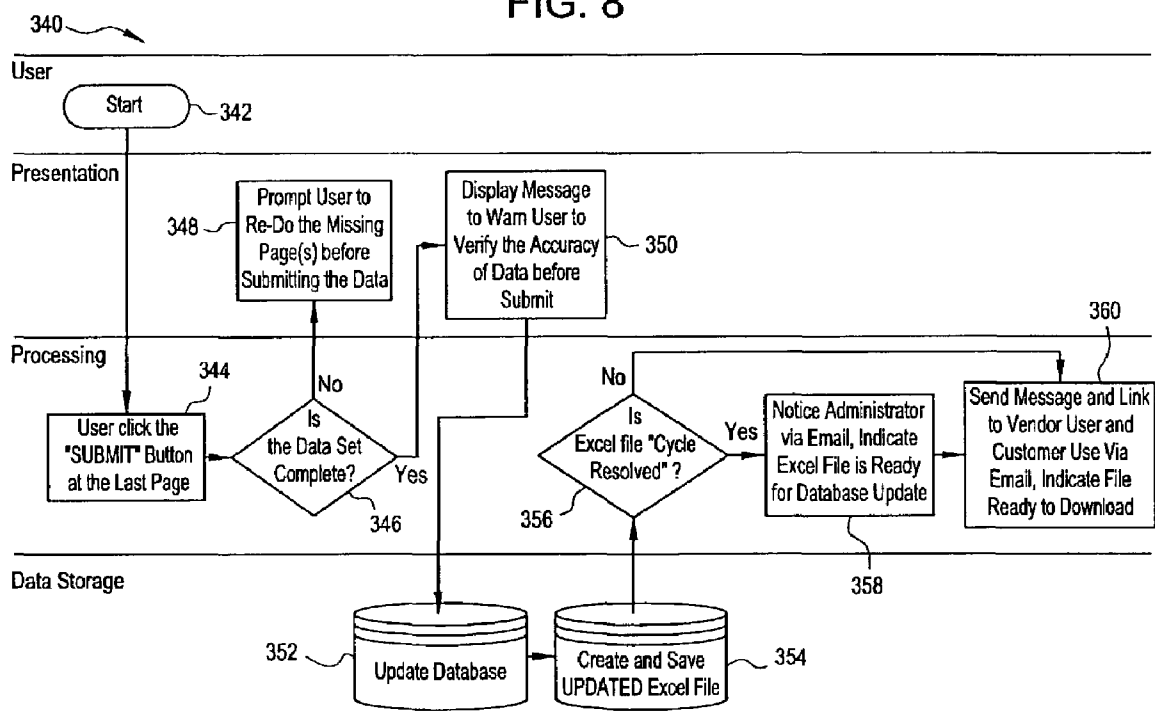 FIG. 8
340
User
Start
342
Presentation
348
Prompt User to
Re-Do the Missing
Page(s) before
Submitting the Data
Display Message
to Warn User to
Verify the Accuracy
of Data before
Submit
350
Processing
344
User click the
"SUBMIT" Button
at the Last Page
No
Is
the Data Set
Complete?
Yes
346
No
Is
Excel file "Cycle
Resolved" ?
Yes
356
Notice Administrator
via Email, Indicate
Excel File is Ready
for Database Update
358
360
Send Message and Link
to Vendor User and
Customer Use Via
Email, Indicate File
Ready to Download
Data Storage
352
Update Database
Create and Save
UPDATED Excel File
354